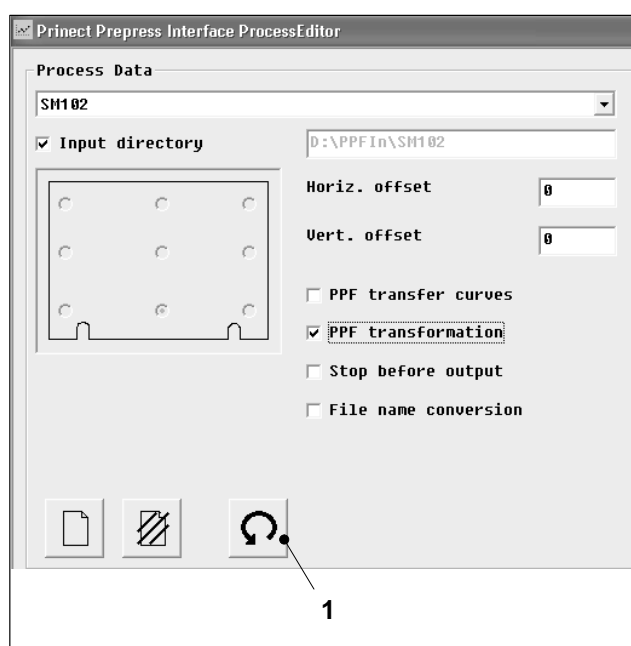 Prinect Prepress Interface ProcessEditor
Process Data
SM102
Input directory
D:\PPFIn\SM102
Horiz. offset
0
Vert. offset
0
PPF transfer curves
PPF transformation
Stop before output
File name conversion
1